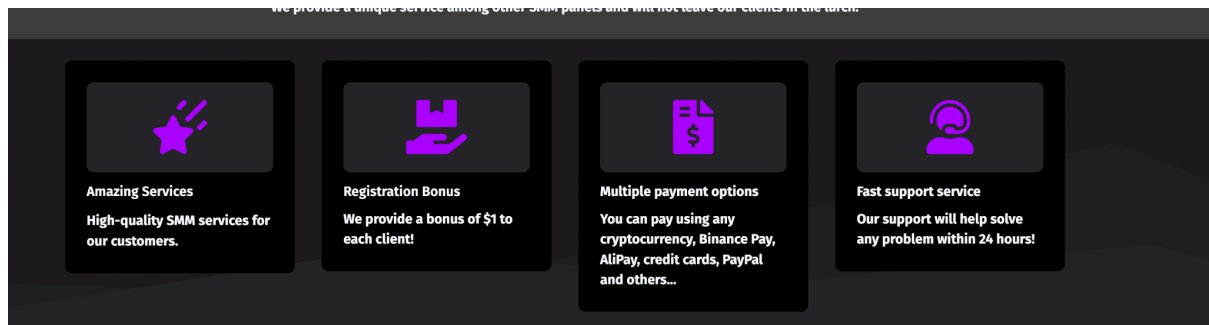 We provide a unique service among other SMM panels and will not leave our clients in the lurch!
Amazing Services
High-quality SMM services for
our customers.
Registration Bonus
We provide a bonus of $1 to
each client!
Multiple payment options
You can pay using any
cryptocurrency, Binance Pay,
AliPay, credit cards, PayPal
and others...
Fast support service
Our support will help solve
any problem within 24 hours!